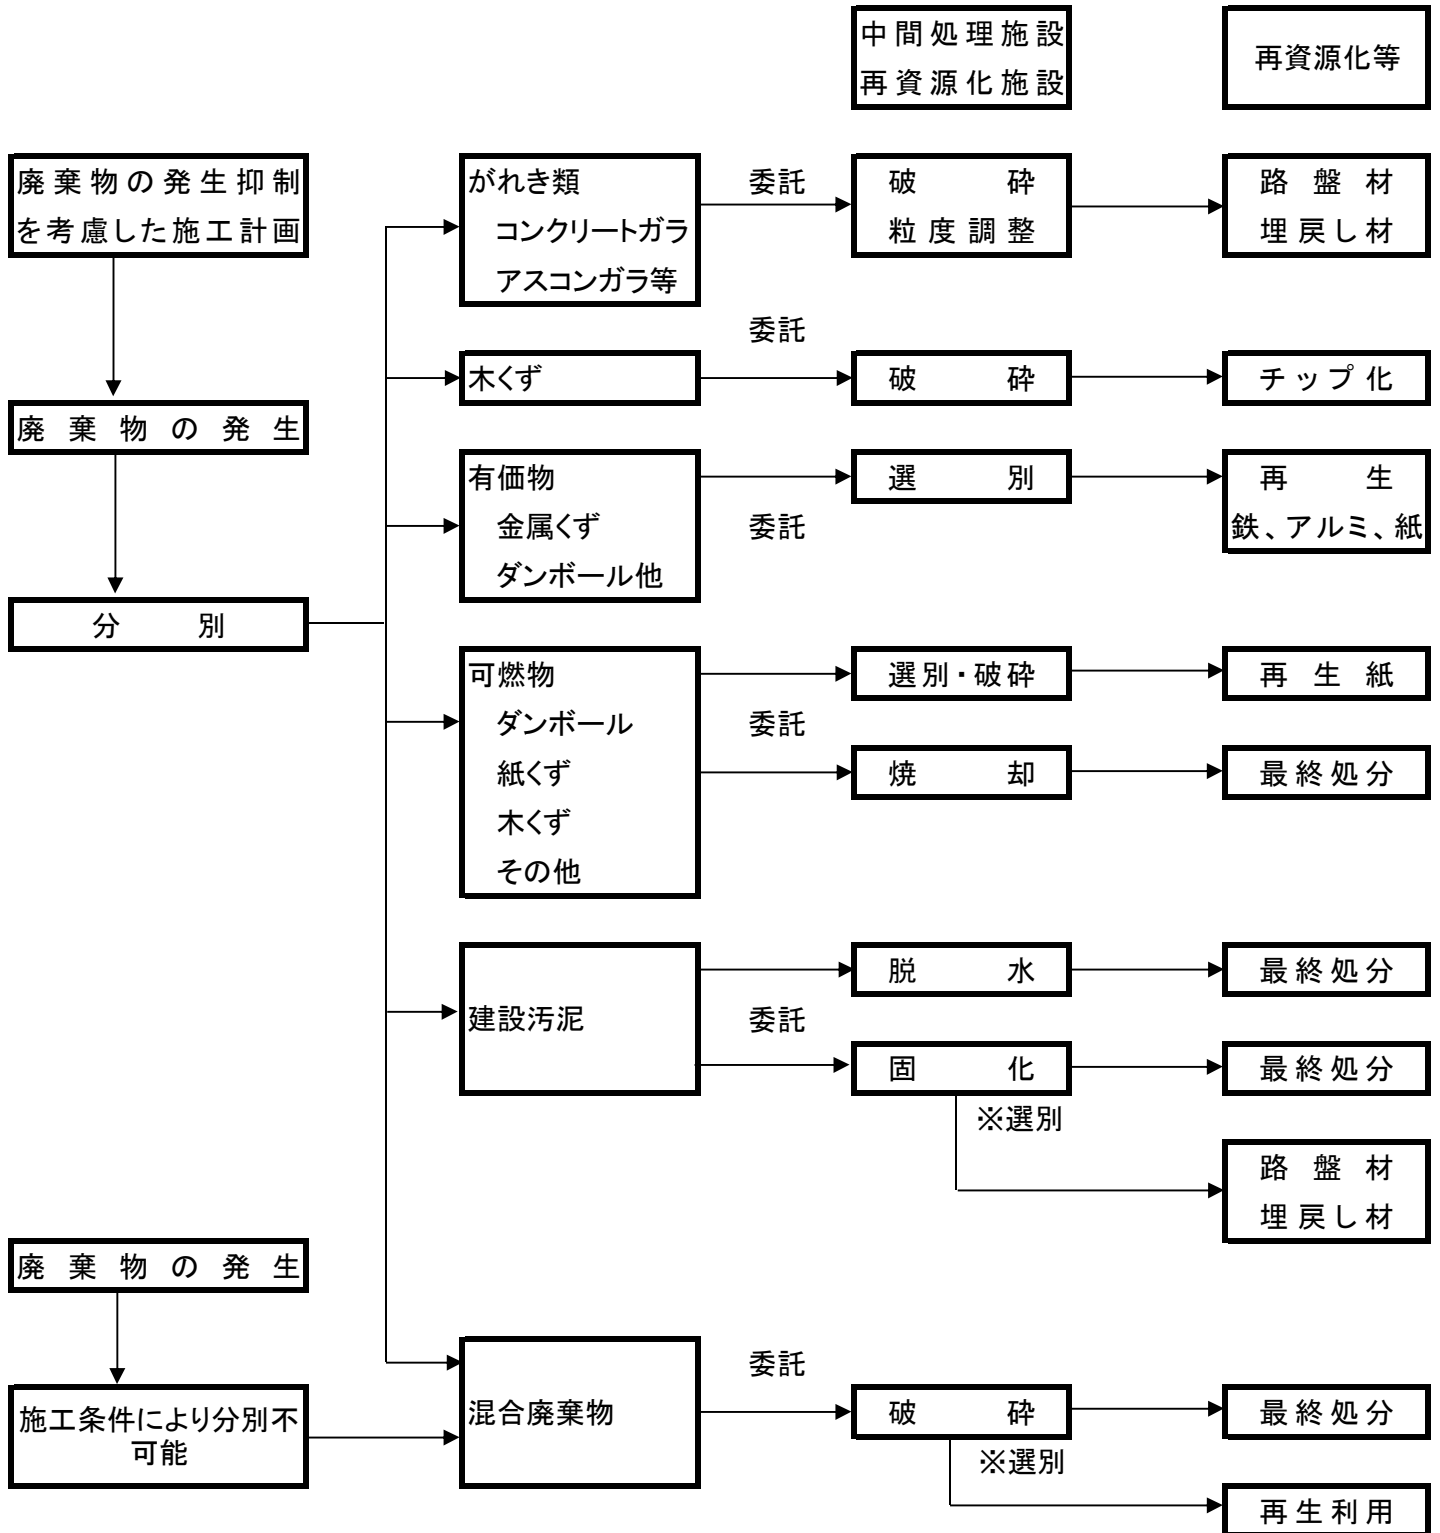 中間処理施設
再資源化施設
再資源化等
廃棄物の発生抑制
を考慮した施工計画
がれき類
コンクリートガラ
アスコンガラ等
委託
破砕
粒度調整
路盤材
埋戻し材
委託
木くず
破砕
チップ化
廃棄物の発生
有価物
金属くず
ダンボール他
委託
選別
再生
鉄、アルミ、紙
分別
可燃物
ダンボール
紙くず
木くず
その他
委託
選別・破砕
再生紙
焼却
最終処分
建設汚泥
委託
脱水
最終処分
固化
最終処分
※選別
路盤材
埋戻し材
廃棄物の発生
施工条件により分別不
可能
混合廃棄物
委託
破砕
最終処分
※選別
再生利用